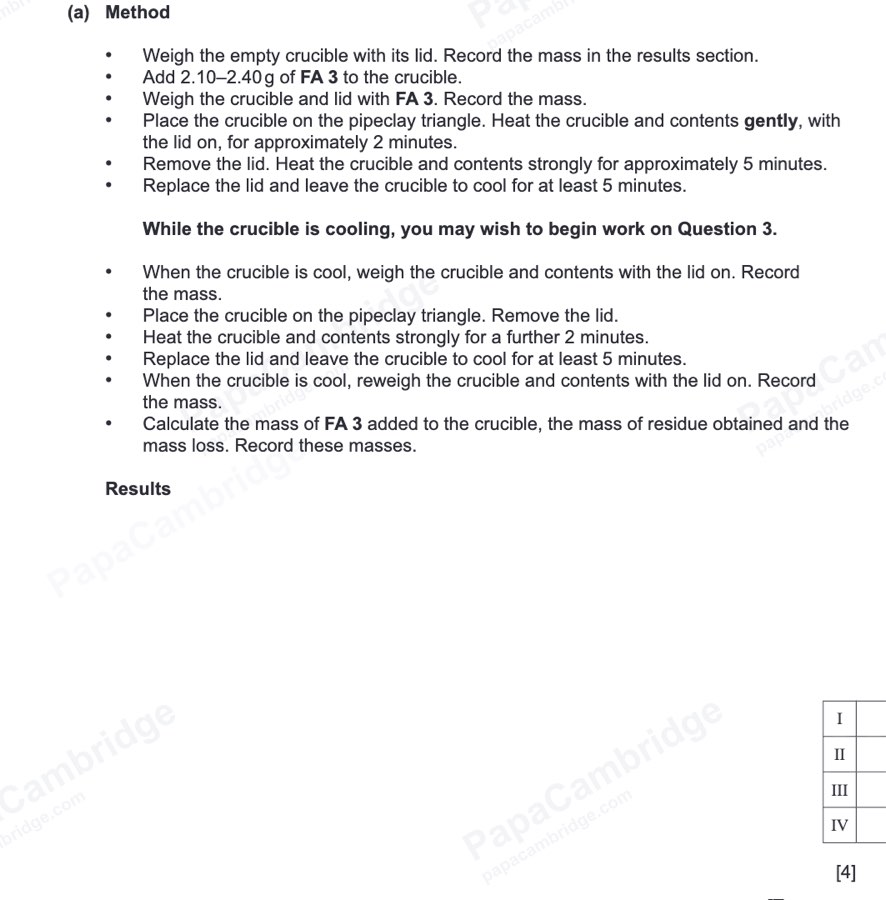 (a) Method
• Weigh the empty crucible with its lid. Record the mass in the results section.
• Add 2.10–2.40 g of FA 3 to the crucible.
• Weigh the crucible and lid with FA 3. Record the mass.
• Place the crucible on the pipeclay triangle. Heat the crucible and contents gently, with
the lid on, for approximately 2 minutes.
• Remove the lid. Heat the crucible and contents strongly for approximately 5 minutes.
• Replace the lid and leave the crucible to cool for at least 5 minutes.
While the crucible is cooling, you may wish to begin work on Question 3.
• When the crucible is cool, weigh the crucible and contents with the lid on. Record
the mass.
• Place the crucible on the pipeclay triangle. Remove the lid.
• Heat the crucible and contents strongly for a further 2 minutes.
• Replace the lid and leave the crucible to cool for at least 5 minutes.
• When the crucible is cool, reweigh the crucible and contents with the lid on. Record
the mass.
• Calculate the mass of FA 3 added to the crucible, the mass of residue obtained and the
mass loss. Record these masses.
Results
PapaCambridge
PapaCambridge
papacambridge.com
I
II
III
IV
[4]